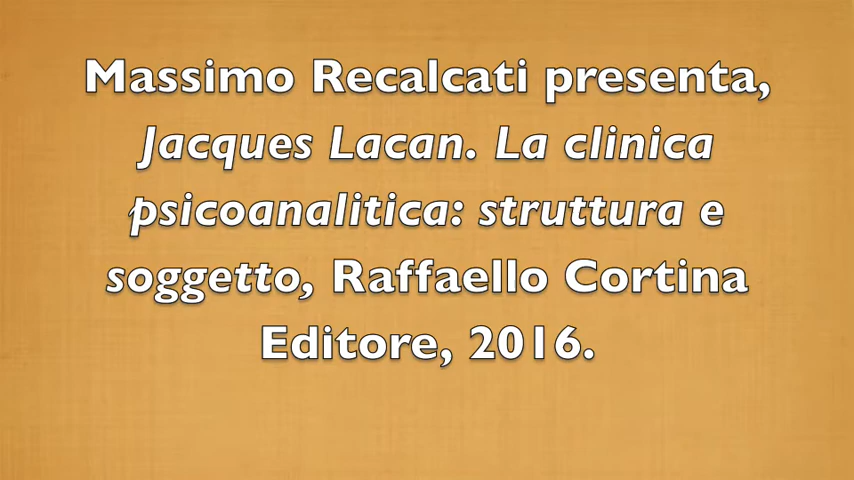 Massimo Recalcati presenta,
Jacques Lacan. La clinica
psicoanalitica: struttura e
soggetto, Raffaello Cortina
Editore, 2016.